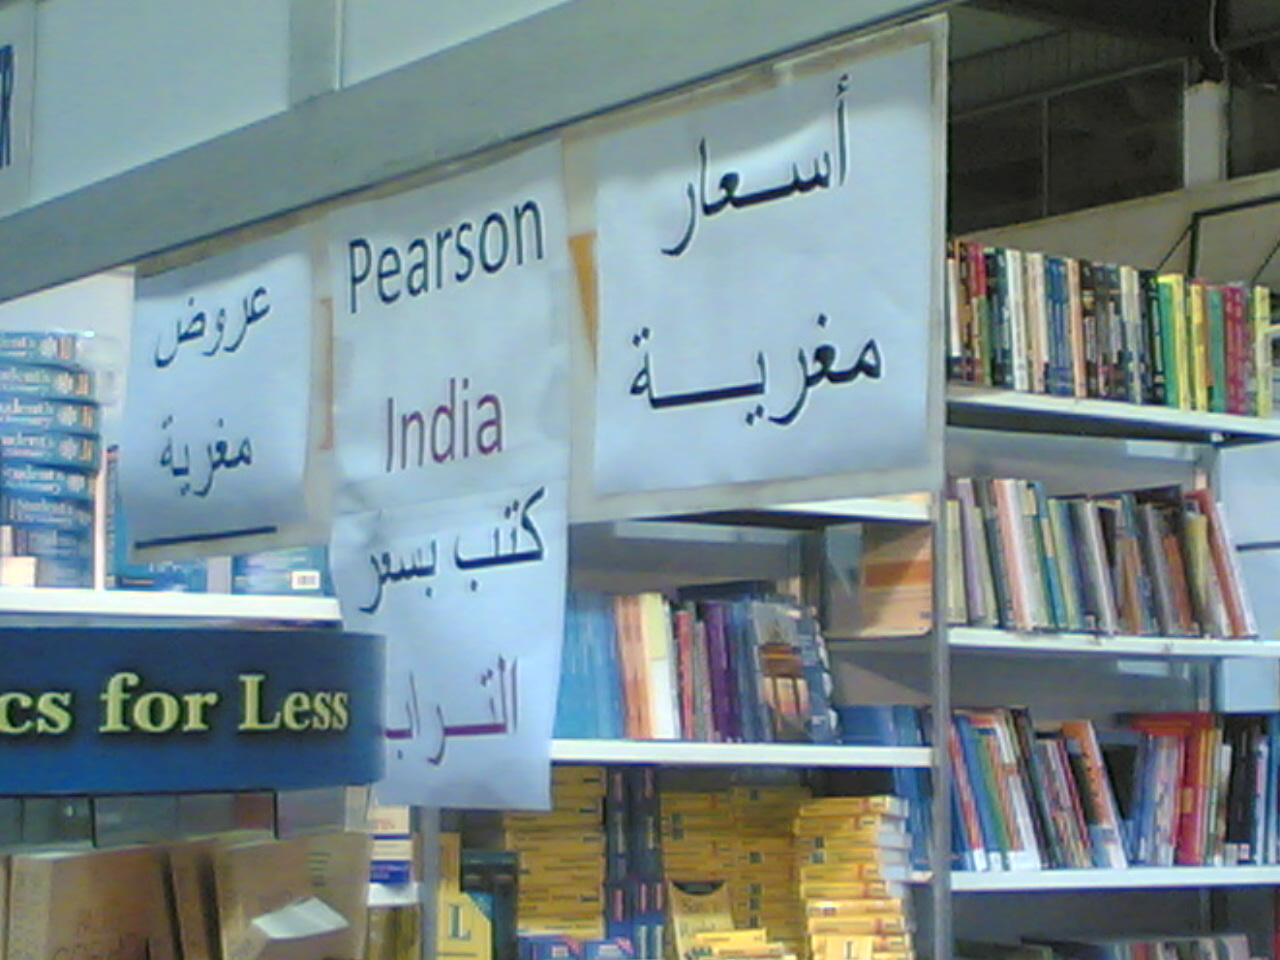 عروض
مغرية
Pearson
India
كتب بسعر
التراب
أسعار
مغرية
cs for Less